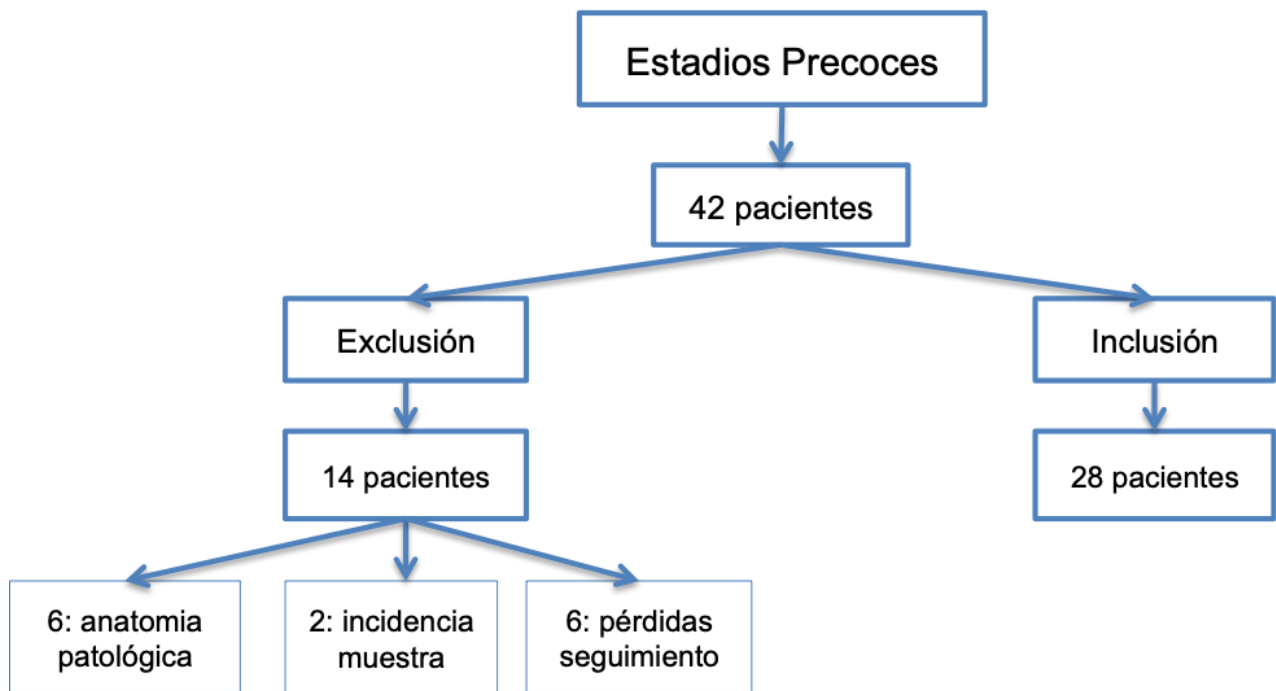 Estadios Precoces
42 pacientes
Exclusión
Inclusión
14 pacientes
28 pacientes
6: anatomia
patológica
2: incidencia
muestra
6: pérdidas
seguimiento